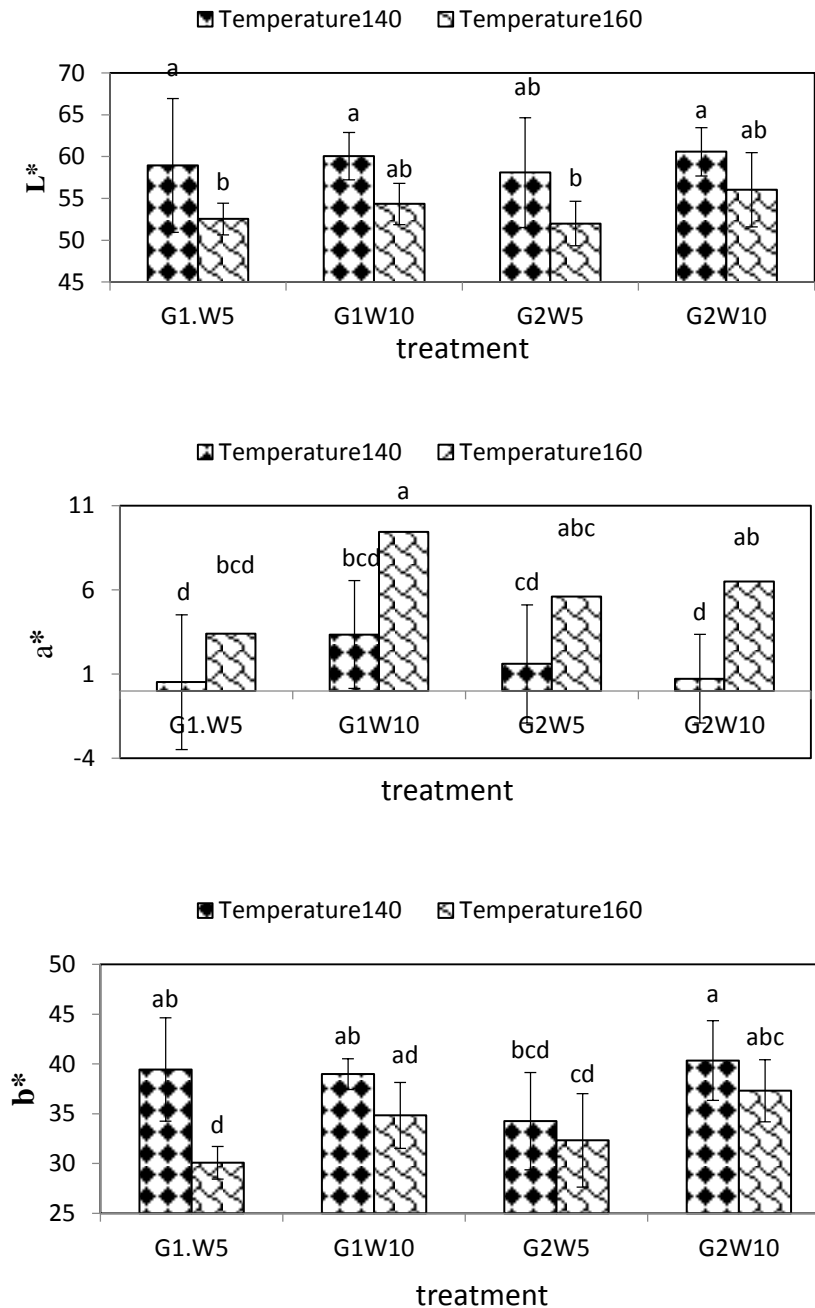 Temperature140 Temperature160
70
65
60
55
50
45
L*
a
b
a
ab
ab
b
a
ab
G1.W5 G1W10 G2W5 G2W10
treatment
Temperature140 Temperature160
11
6
1
-4
a*
d
bcd
bcd
a
cd
abc
d
ab
G1.W5 G1W10 G2W5 G2W10
treatment
Temperature140 Temperature160
50
45
40
35
30
25
b*
ab
d
ab
ad
bcd
cd
a
abc
G1.W5 G1W10 G2W5 G2W10
treatment